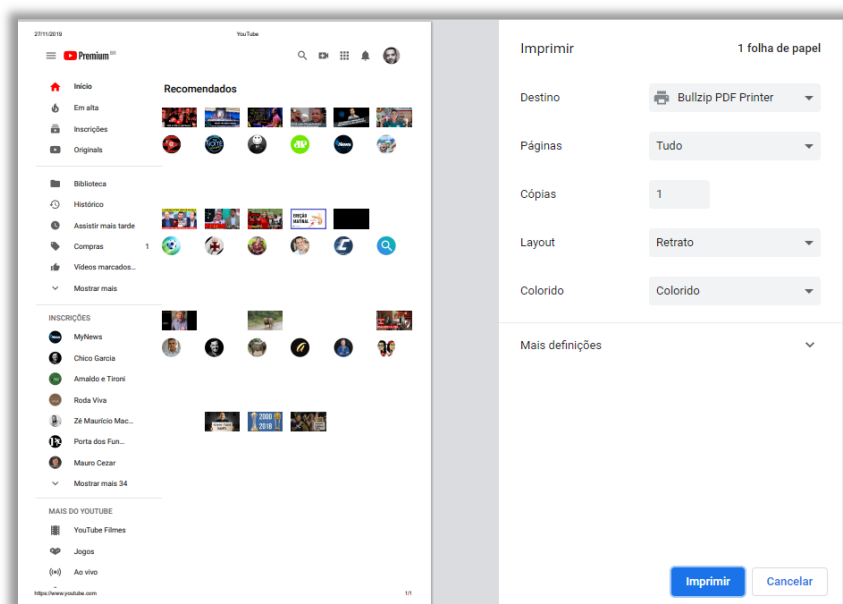 27/11/2019
YouTube
Premium BR
Início
Em alta
Inscrições
Originals
Biblioteca
Histórico
Assistir mais tarde
Compras 1
Vídeos marcados...
Mostrar mais
INSCRIÇÕES
MyNews
Chico Garcia
Arnaldo e Tironi
Roda Viva
Zé Maurício Mac...
Porta dos Fun...
Mauro Cezar
Mostrar mais 34
MAIS DO YOUTUBE
YouTube Filmes
Jogos
Ao vivo
Recomendados
EDIÇÃO
MATINAL
2000
2018
https://www.youtube.com
1/1
Imprimir
1 folha de papel
Destino
Bullzip PDF Printer
Páginas
Tudo
Cópias
1
Layout
Retrato
Colorido
Colorido
Mais definições
Imprimir
Cancelar